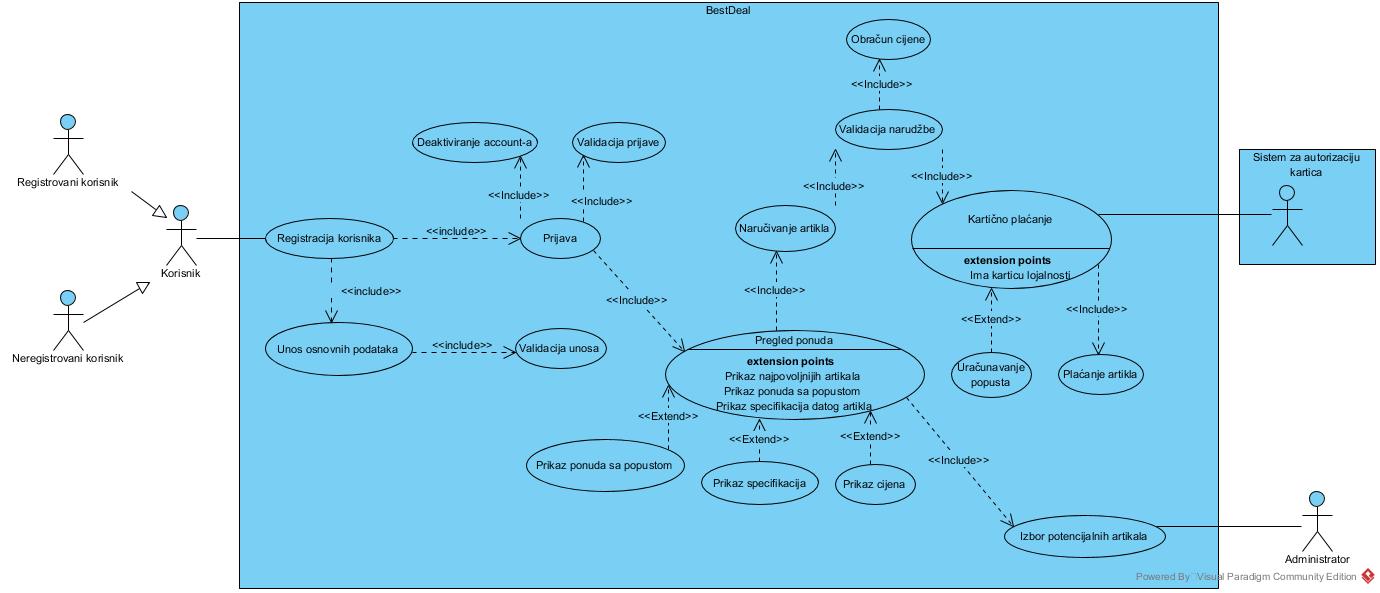 BestDeal
Obračun cijene
<<Include>>
Validacija narudžbe
Deaktiviranje account-a
Validacija prijave
Sistem za autorizaciju
kartica
Registrovani korisnik
<<Include>>
<<Include>>
<<Include>>
<<Include>>
Naručivanje artikla
Kartično plaćanje
extension points
Ima karticu lojalnosti
Registracija korisnika
<<include>>
Prijava
Korisnik
<<include>>
<<Include>>
<<Include>>
<<Extend>>
<<Include>>
Neregistrovani korisnik
Unos osnovnih podataka
<<include>>
Validacija unosa
Pregled ponuda
extension points
Prikaz najpovoljnijih artikala
Prikaz ponuda sa popustom
Prikaz specifikacija datog artikla
Uračunavanje
popusta
Plaćanje artikla
<<Extend>>
<<Extend>>
<<Extend>>
<<Include>>
Prikaz ponuda sa popustom
Prikaz specifikacija
Prikaz cijena
Izbor potencijalnih artikala
Administrator
Powered By Visual Paradigm Community Edition